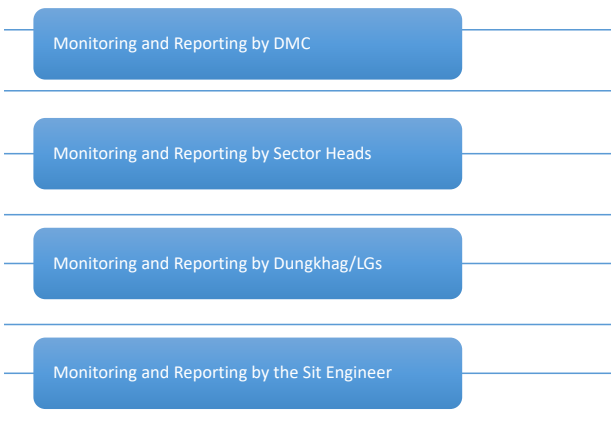 Monitoring and Reporting by DMC
Monitoring and Reporting by Sector Heads
Monitoring and Reporting by Dungkhag/LGs
Monitoring and Reporting by the Sit Engineer